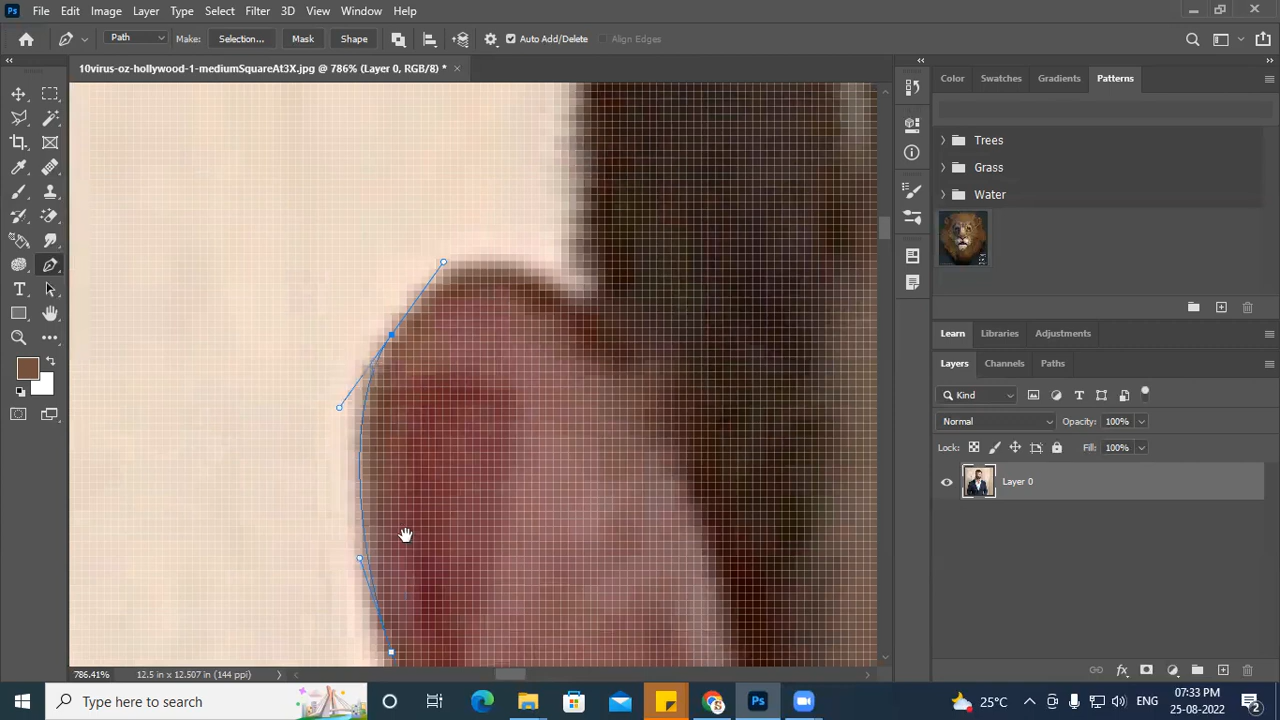 Ps File Edit Image Layer Type Select Filter 3D View Window Help
Path Make: Selection... Mask Shape Auto Add/Delete Align Edges
10virus-oz-hollywood-1-mediumSquareAt3X.jpg @ 786% (Layer 0, RGB/8) *
Color Swatches Gradients Patterns
Trees
Grass
Water
Learn Libraries Adjustments
Layers Channels Paths
Kind
Normal Opacity: 100%
Lock: Fill: 100%
Layer 0
786.41% 12.5 in x 12.507 in (144 ppi)
Type here to search
Ps
25°C
ENG
07:33 PM
25-08-2022
2